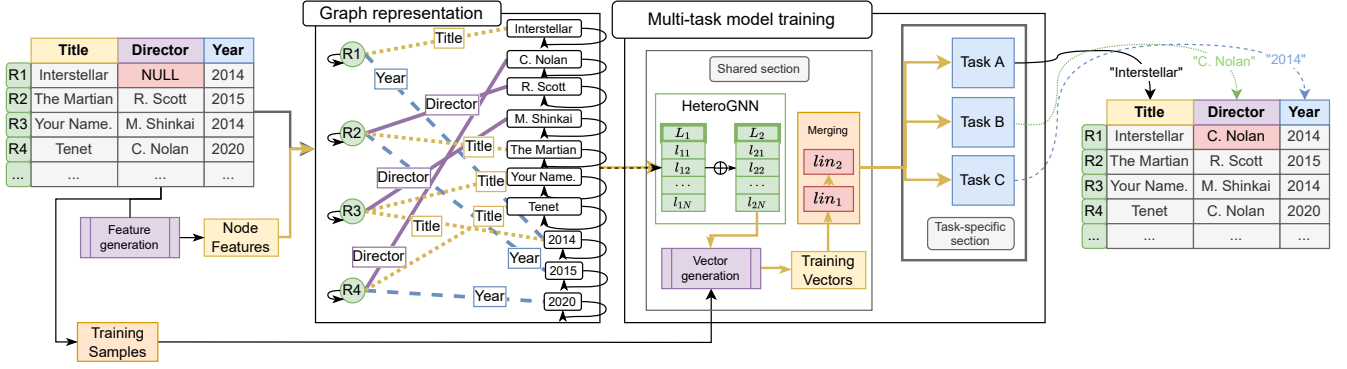 Title Director Year
R1 Interstellar NULL 2014
R2 The Martian R. Scott 2015
R3 Your Name. M. Shinkai 2014
R4 Tenet C. Nolan 2020
... ... ... ...
Feature
generation
Node
Features
Training
Samples
Graph representation
R1
R2
R3
R4
Title
Year
Director
Title
Director
Title
Title
Title
Director
Year
Year
Interstellar
C. Nolan
R. Scott
M. Shinkai
The Martian
Your Name.
Tenet
2014
2015
2020
Multi-task model training
Shared section
HeteroGNN
L1 L2
l11 l21
l12 ⊕ l22
... ...
l1N l2N
Merging
lin2
lin1
Vector
generation
Training
Vectors
Task A
Task B
Task C
Task-specific
section
"Interstellar" "C. Nolan" "2014"
Title Director Year
R1 Interstellar C. Nolan 2014
R2 The Martian R. Scott 2015
R3 Your Name. M. Shinkai 2014
R4 Tenet C. Nolan 2020
... ... ... ...